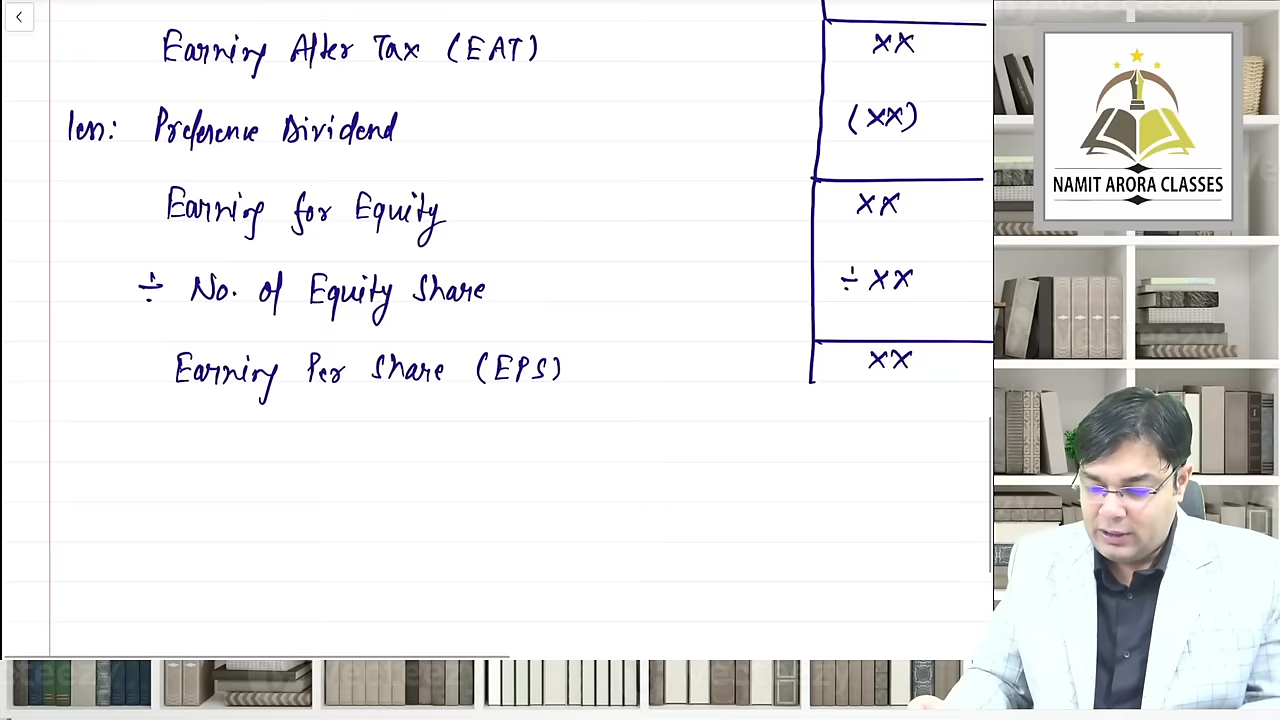 Earning After Tax (EAT) XX
less: Preference Dividend (XX)
Earning for Equity XX
÷ No. of Equity Share ÷ XX
Earning Per Share (EPS) XX
NAMIT ARORA CLASSES